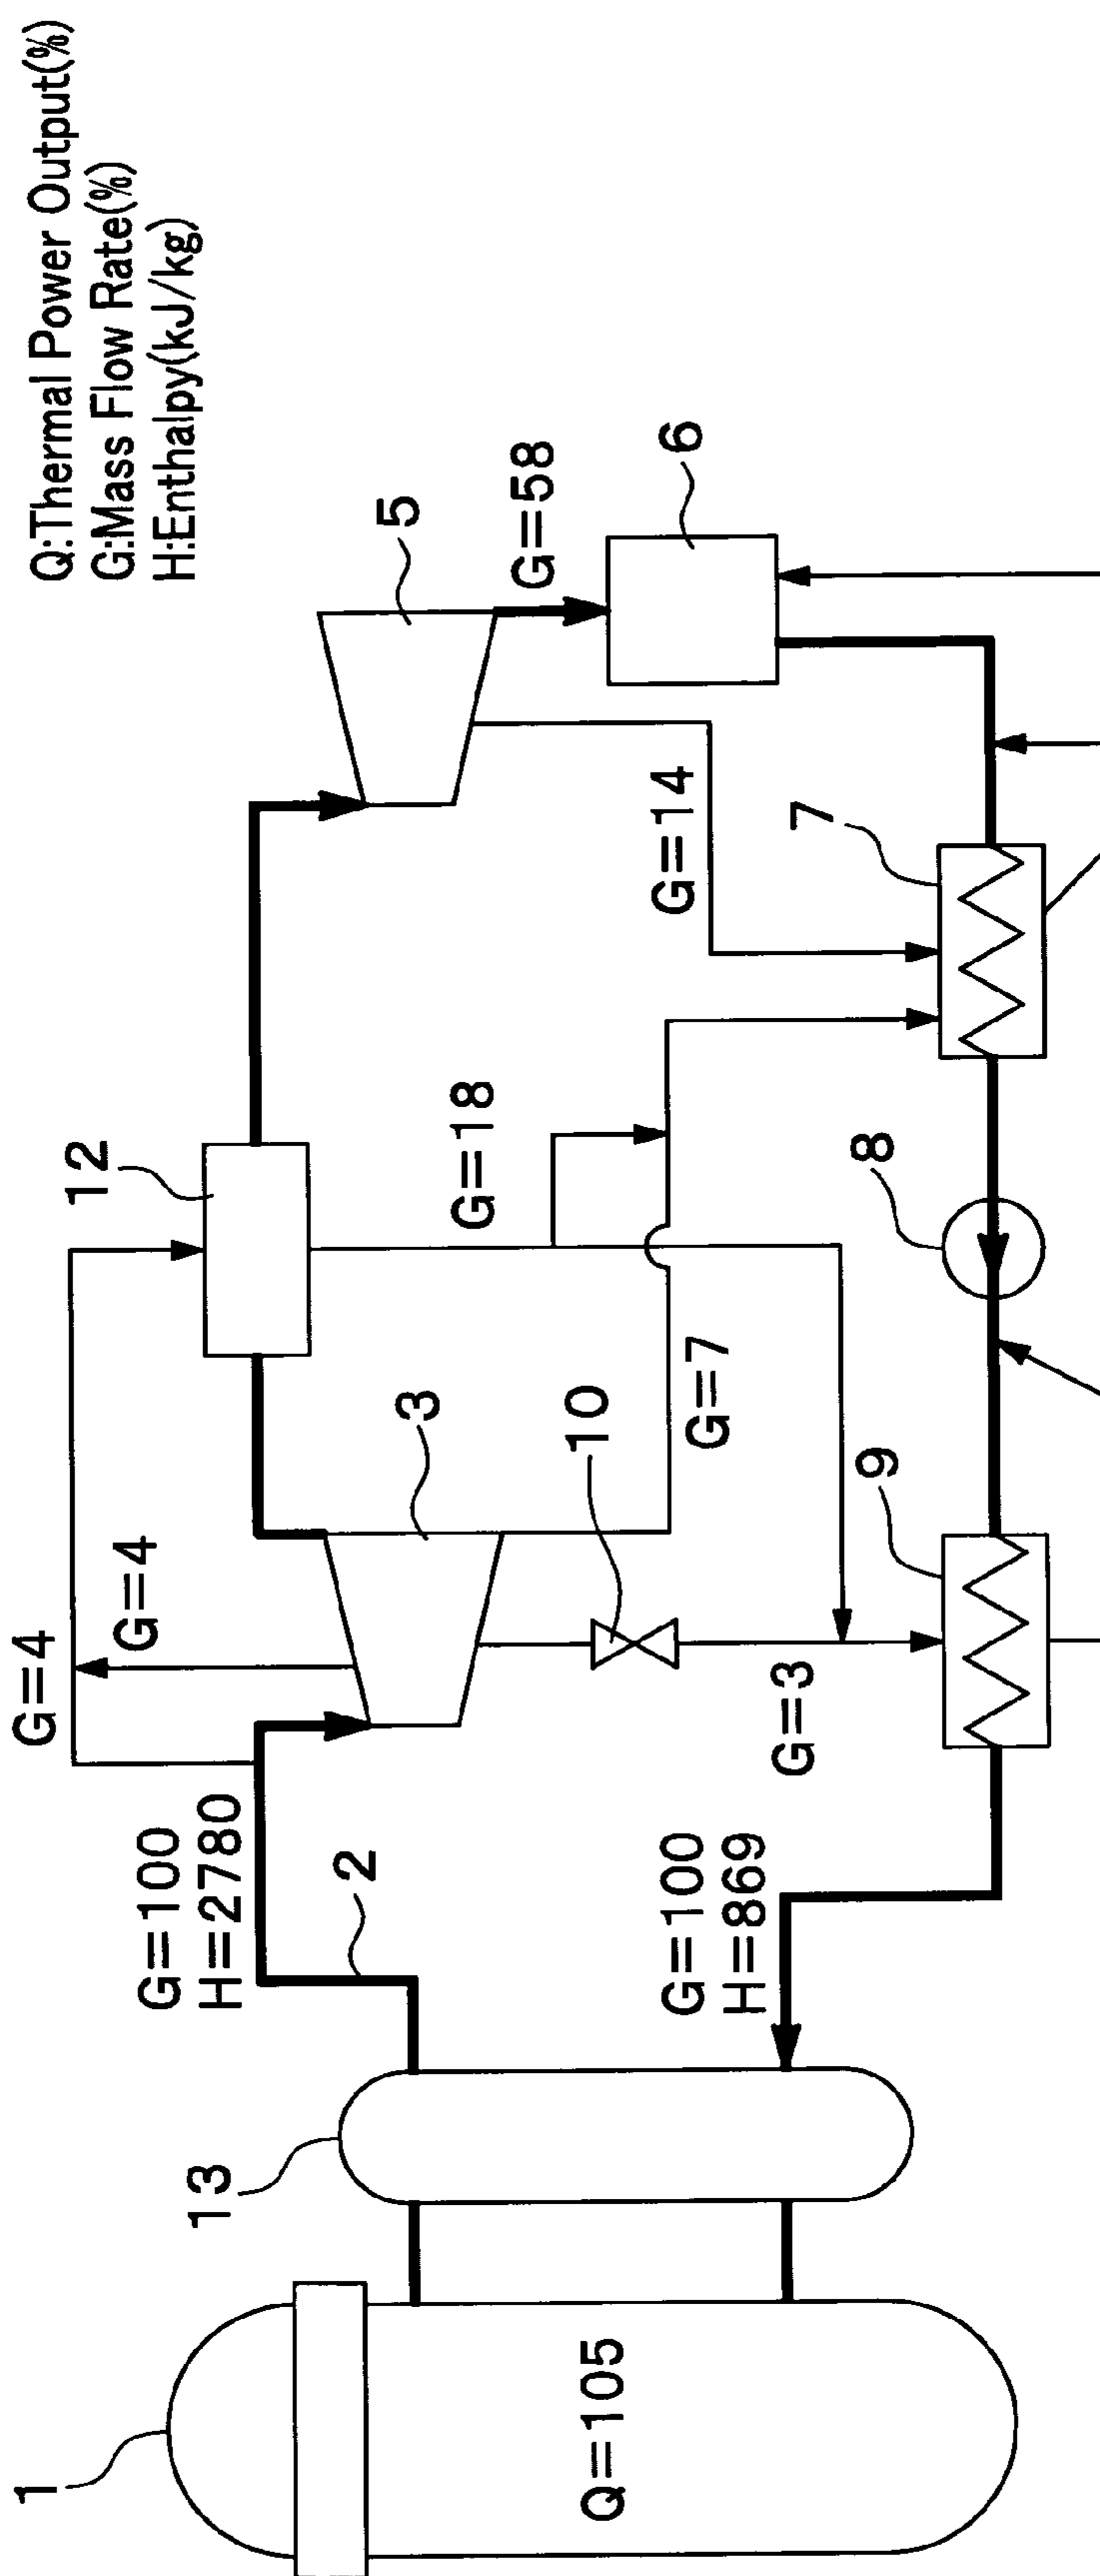 Q:Thermal Power Output(%)
G:Mass Flow Rate(%)
H:Enthalpy(kJ/kg)
1
13
Q=105
2
G=100
H=2780
G=4
G=4
3
12
5
G=58
6
G=18
G=14
7
10
G=7
8
9
G=3
G=100
H=869